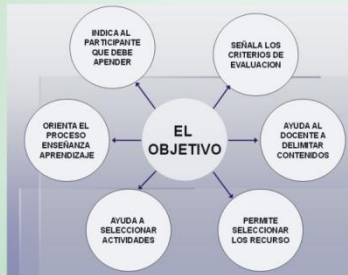 INDICA AL
PARTICIPANTE
QUE DEBE
APENDER
SEÑALA LOS
CRITERIOS DE
EVALUACION
ORIENTA EL
PROCESO
ENSEÑANZA
APRENDIZAJE
EL
OBJETIVO
AYUDA AL
DOCENTE A
DELIMITAR
CONTENIDOS
AYUDA A
SELECCIONAR
ACTIVIDADES
PERMITE
SELECCIONAR
LOS RECURSO